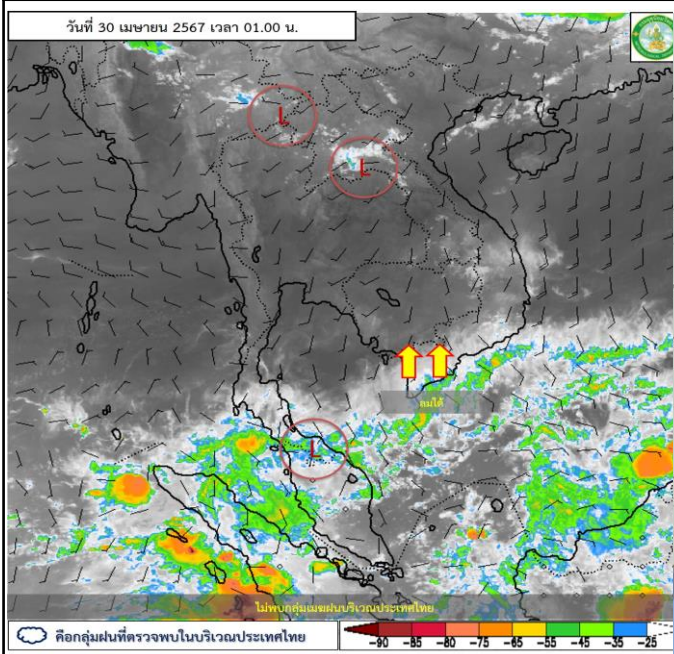 วันที่ 30 เมษายน 2567 เวลา 01.00 น.
L
L
ลมใต้
L
ไม่พบกลุ่มเมฆฝนบริเวณประเทศไทย
คือกลุ่มฝนที่ตรวจพบในบริเวณประเทศไทย
-90 -85 -80 -75 -65 -55 -45 -35 -25